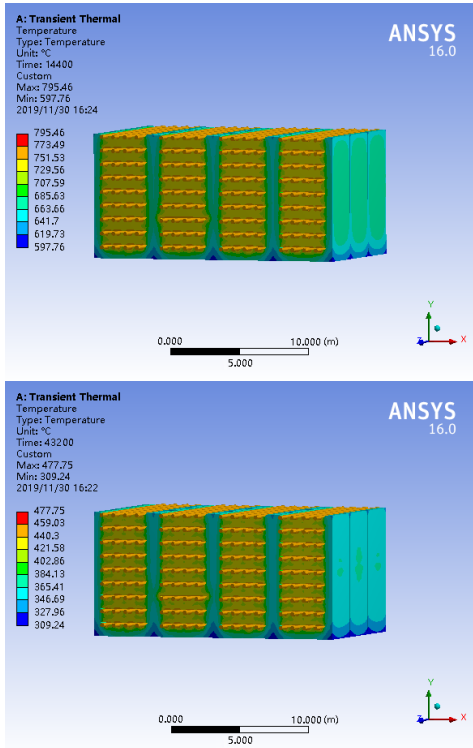 A: Transient Thermal
Temperature
Type: Temperature
Unit: °C
Time: 14400
Custom
Max: 795.46
Min: 597.76
2019/11/30 16:24
ANSYS
16.0
795.46
773.49
751.53
729.56
707.59
685.63
663.66
641.7
619.73
597.76
0.000
10.000 (m)
5.000
Y
X
Z
A: Transient Thermal
Temperature
Type: Temperature
Unit: °C
Time: 43200
Custom
Max: 477.75
Min: 309.24
2019/11/30 16:22
ANSYS
16.0
477.75
459.03
440.3
421.58
402.86
384.13
365.41
346.69
327.96
309.24
0.000
10.000 (m)
5.000
Y
X
Z